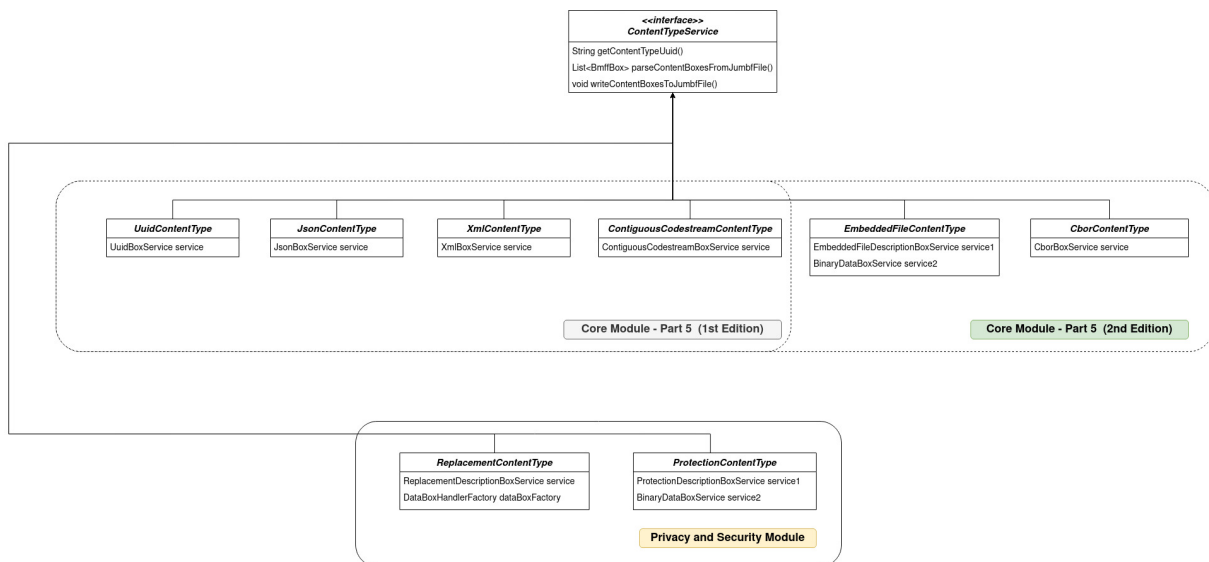 <<interface>>
ContentTypeService
String getContentTypeUuid()
List<BmffBox> parseContentBoxesFromJumbfFile()
void writeContentBoxesToJumbfFile()
UuidContentType
UuidBoxService service
JsonContentType
JsonBoxService service
XmlContentType
XmlBoxService service
ContiguousCodestreamContentType
ContiguousCodestreamBoxService service
EmbeddedFileContentType
EmbeddedFileDescriptionBoxService service1
BinaryDataBoxService service2
CborContentType
CborBoxService service
Core Module - Part 5 (1st Edition)
Core Module - Part 5 (2nd Edition)
ReplacementContentType
ReplacementDescriptionBoxService service
DataBoxHandlerFactory dataBoxFactory
ProtectionContentType
ProtectionDescriptionBoxService service1
BinaryDataBoxService service2
Privacy and Security Module